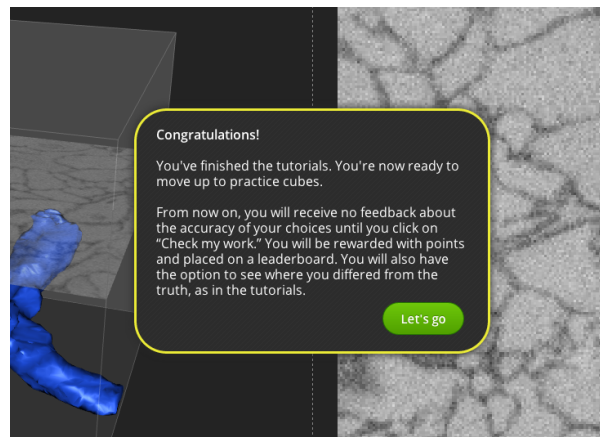 Congratulations!
You've finished the tutorials. You're now ready to
move up to practice cubes.
From now on, you will receive no feedback about
the accuracy of your choices until you click on
“Check my work.” You will be rewarded with points
and placed on a leaderboard. You will also have
the option to see where you differed from the
truth, as in the tutorials.
Let's go